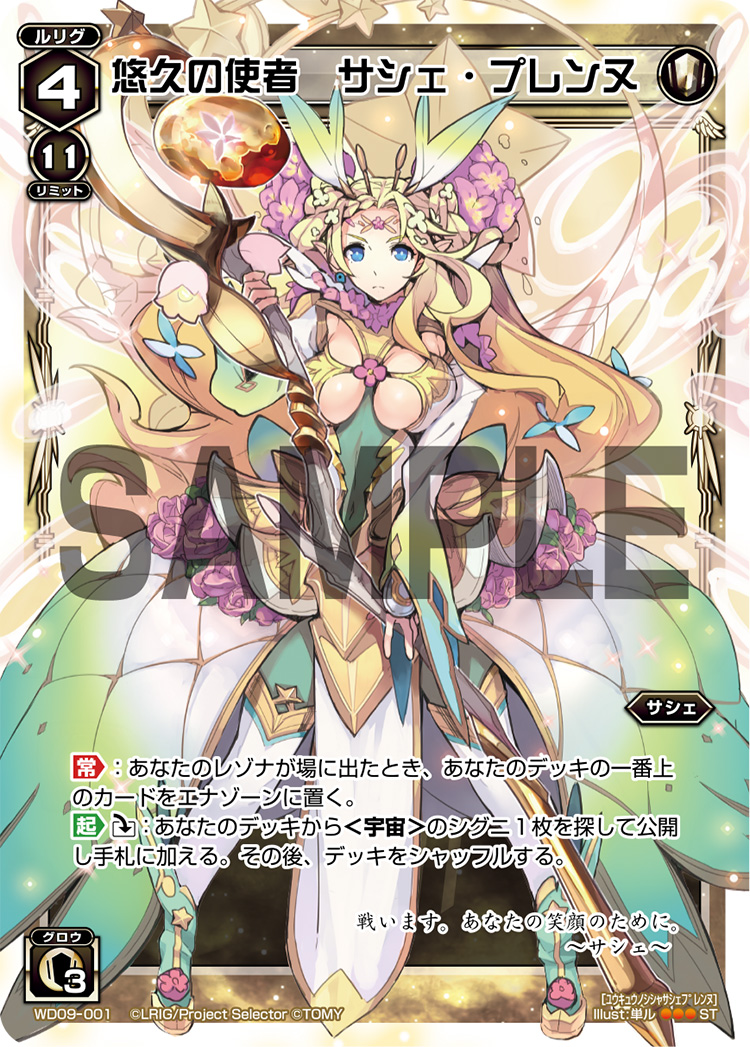 ルリグ
4
悠久の使者 サシェ・プレンヌ
11
リミット
SAMPLE
サシェ
常：あなたのレゾナが場に出たとき、あなたのデッキの一番上
のカードをエナゾーンに置く。
起：あなたのデッキから＜宇宙＞のシグニ１枚を探して公開
し手札に加える。その後、デッキをシャッフルする。
戦います。あなたの笑顔のために。
～サシェ～
グロウ
3
[ユウキュウノシシャサシェプレンヌ]
WD09-001 ©LRIG/Project Selector ©TOMY Illust:単ル ST